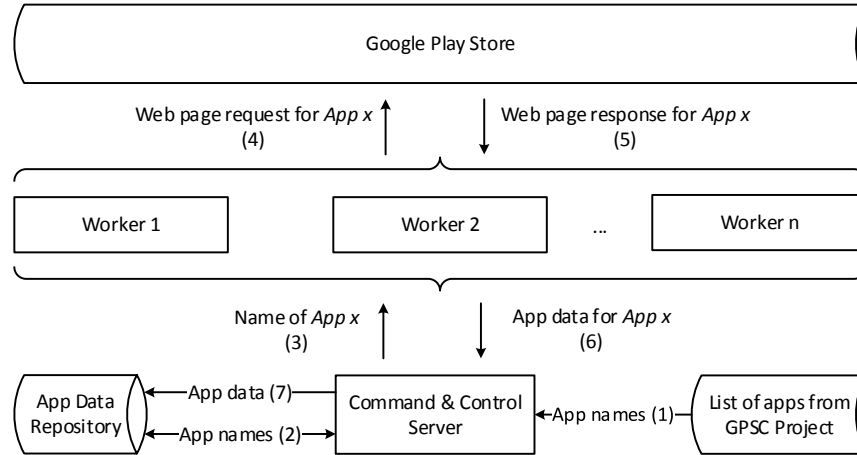 Google Play Store
Web page request for App x
(4)
Web page response for App x
(5)
Worker 1
Worker 2
...
Worker n
Name of App x
(3)
App data for App x
(6)
App Data
Repository
App data (7)
App names (2)
Command & Control
Server
App names (1)
List of apps from
GPSC Project